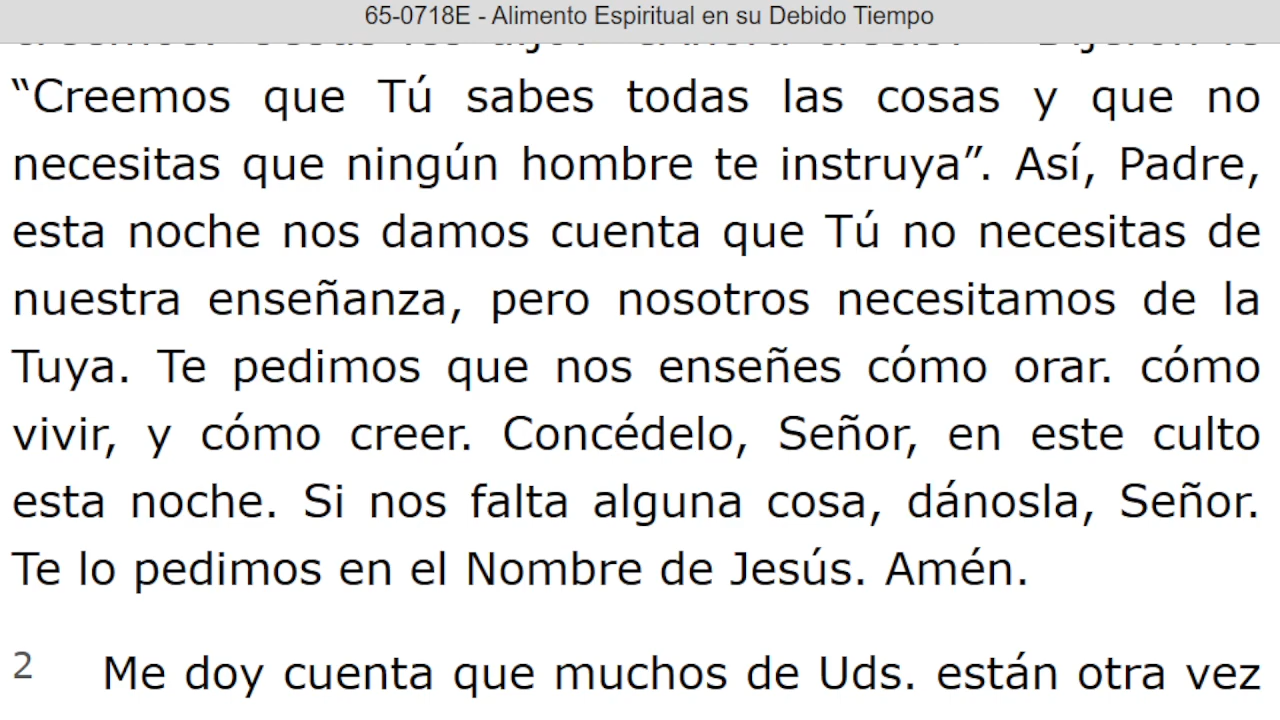 65-0718E - Alimento Espiritual en su Debido Tiempo
“Creemos que Tú sabes todas las cosas y que no
necesitas que ningún hombre te instruya”. Así, Padre,
esta noche nos damos cuenta que Tú no necesitas de
nuestra enseñanza, pero nosotros necesitamos de la
Tuya. Te pedimos que nos enseñes cómo orar. cómo
vivir, y cómo creer. Concédelo, Señor, en este culto
esta noche. Si nos falta alguna cosa, dánosla, Señor.
Te lo pedimos en el Nombre de Jesús. Amén.
2 Me doy cuenta que muchos de Uds. están otra vez